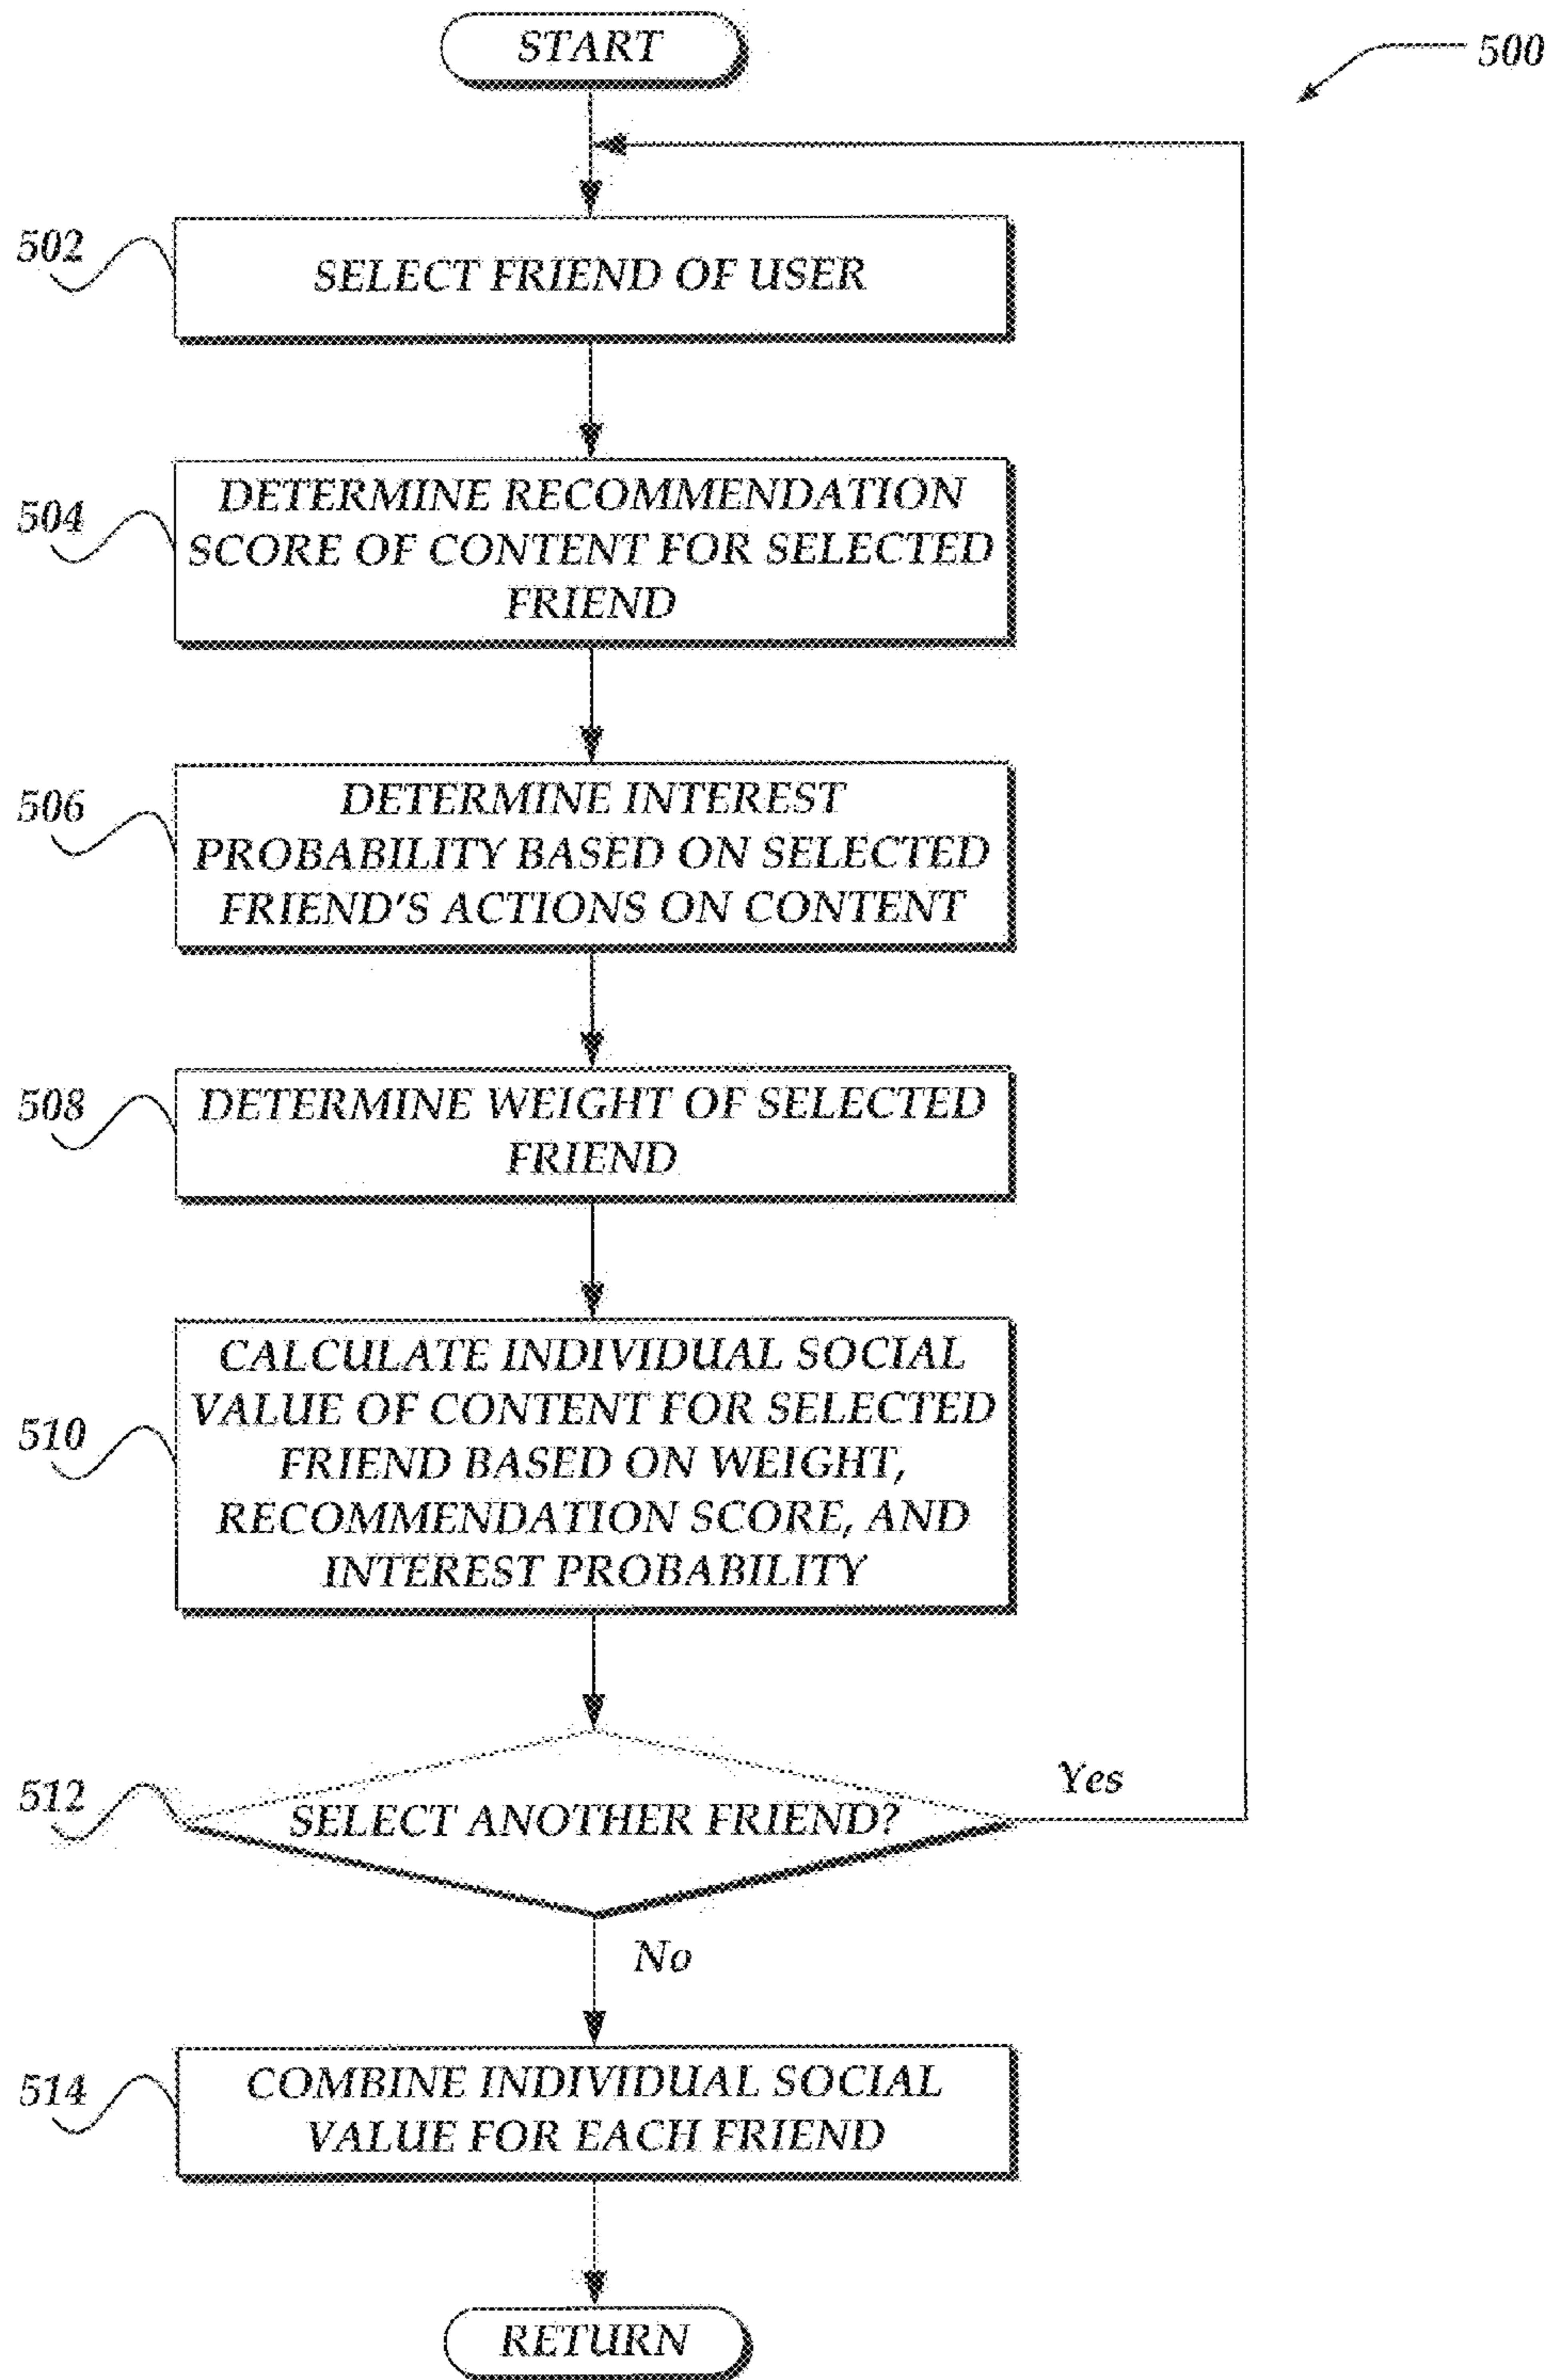 START
500
502
SELECT FRIEND OF USER
504
DETERMINE RECOMMENDATION
SCORE OF CONTENT FOR SELECTED
FRIEND
506
DETERMINE INTEREST
PROBABILITY BASED ON SELECTED
FRIEND'S ACTIONS ON CONTENT
508
DETERMINE WEIGHT OF SELECTED
FRIEND
510
CALCULATE INDIVIDUAL SOCIAL
VALUE OF CONTENT FOR SELECTED
FRIEND BASED ON WEIGHT,
RECOMMENDATION SCORE, AND
INTEREST PROBABILITY
512
SELECT ANOTHER FRIEND?
Yes
No
514
COMBINE INDIVIDUAL SOCIAL
VALUE FOR EACH FRIEND
RETURN